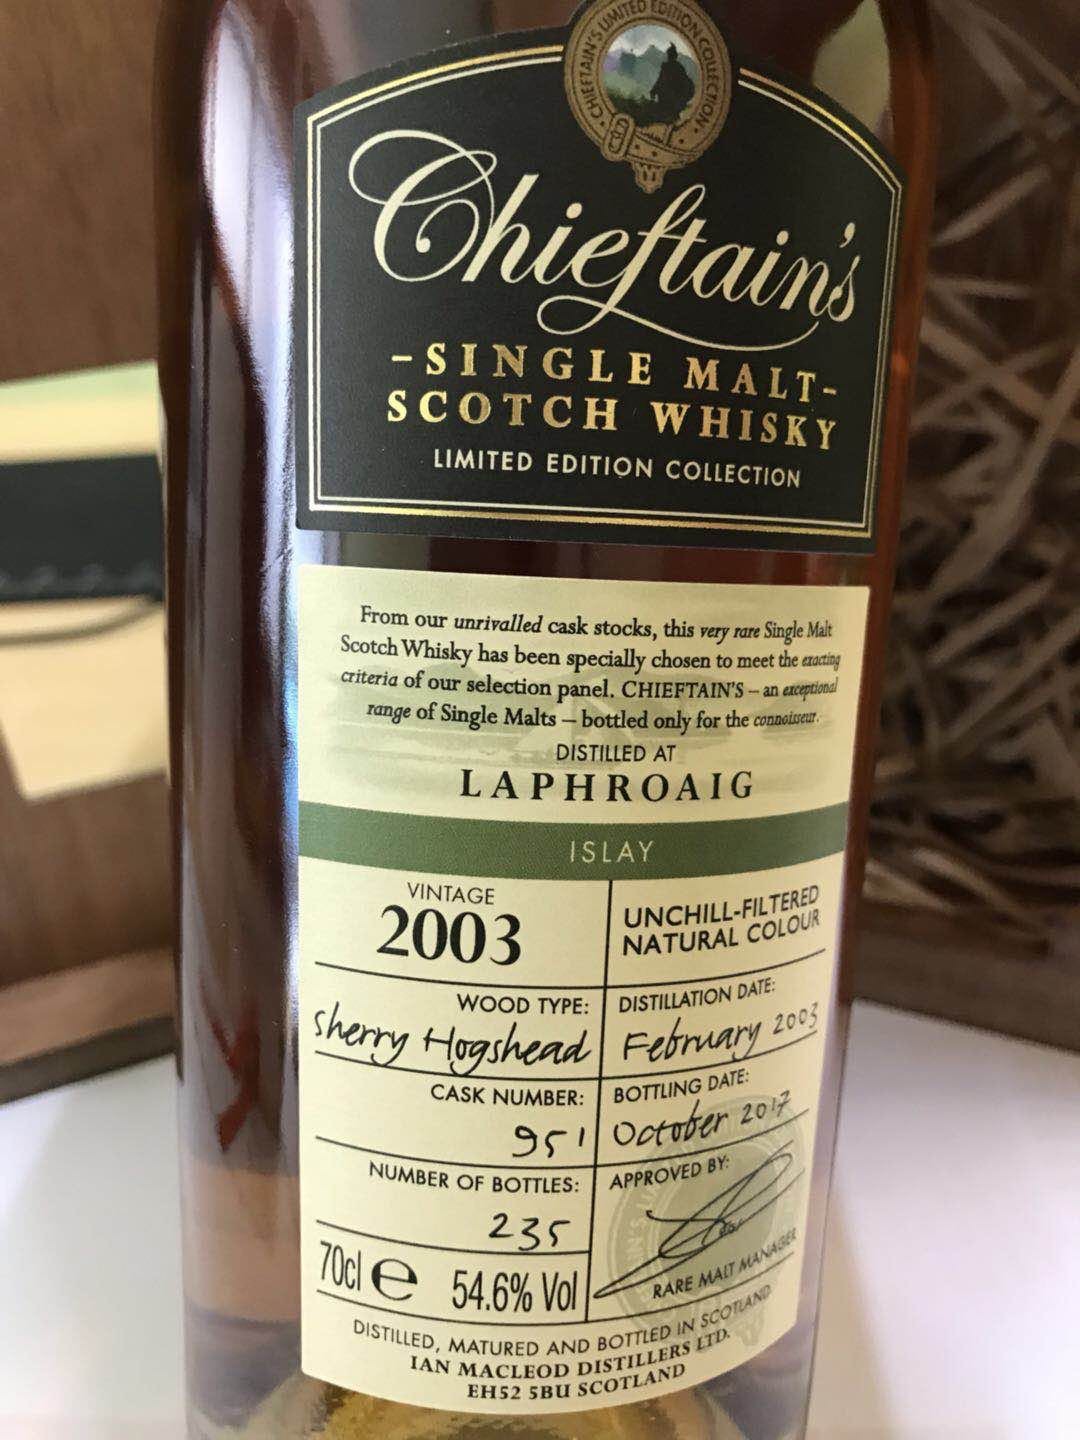 CHIEFTAIN'S LIMITED EDITION COLLECTION
Chieftain's
-SINGLE MALT-
SCOTCH WHISKY
LIMITED EDITION COLLECTION
From our unrivalled cask stocks, this very rare Single Malt
Scotch Whisky has been specially chosen to meet the exacting
criteria of our selection panel. CHIEFTAIN'S – an exceptional
range of Single Malts – bottled only for the connoisseur.
DISTILLED AT
LAPHROAIG
ISLAY
VINTAGE
2003
UNCHILL-FILTERED
NATURAL COLOUR
WOOD TYPE:
Sherry Hogshead
DISTILLATION DATE:
February 2003
CASK NUMBER:
951
BOTTLING DATE:
October 2017
NUMBER OF BOTTLES:
235
APPROVED BY:
RARE MALT MANAGER
70cl e 54.6% Vol
DISTILLED, MATURED AND BOTTLED IN SCOTLAND
IAN MACLEOD DISTILLERS LTD.
EH52 5BU SCOTLAND